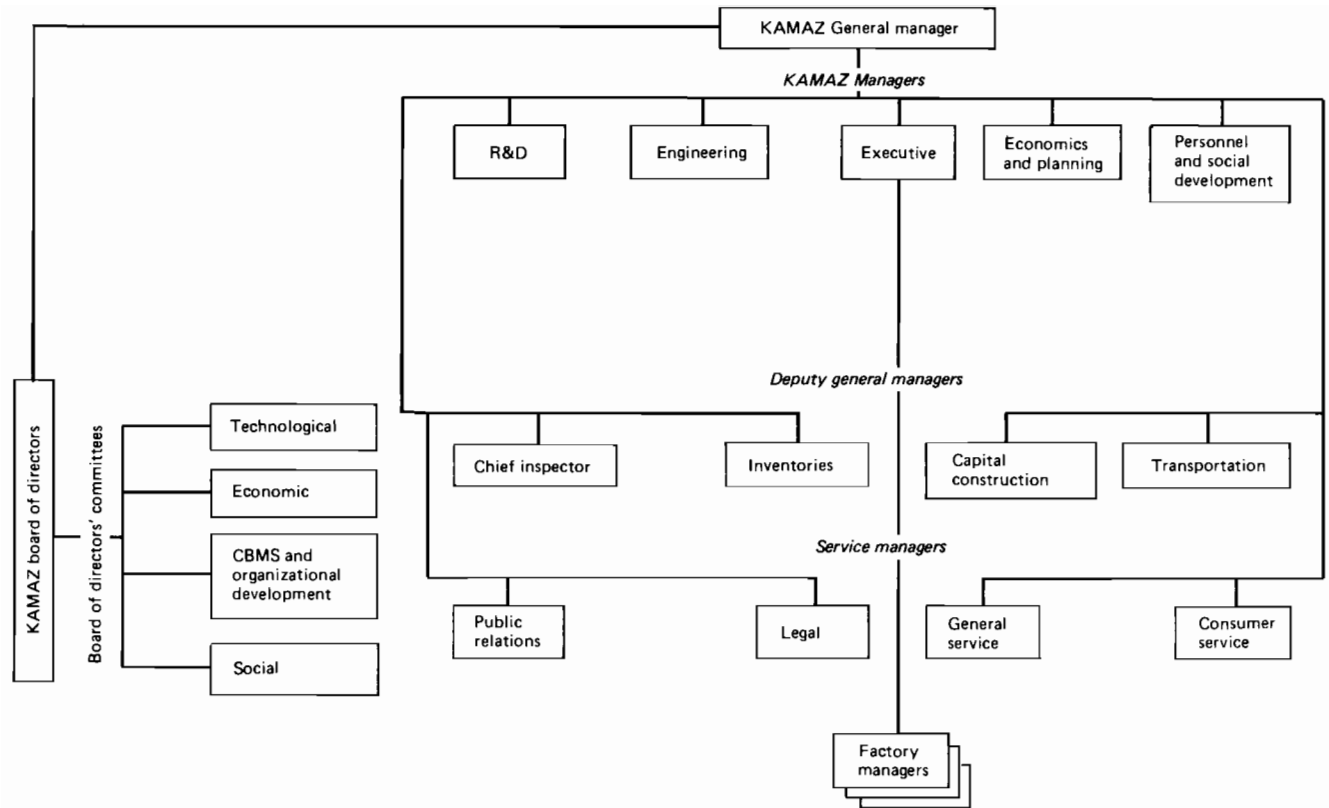 KAMAZ General manager
KAMAZ Managers
R&D
Engineering
Executive
Economics
and planning
Personnel
and social
development
Deputy general managers
KAMAZ board of directors
Board of directors' committees
Technological
Economic
CBMS and
organizational
development
Social
Chief inspector
Inventories
Capital
construction
Transportation
Service managers
Public
relations
Legal
General
service
Consumer
service
Factory
managers